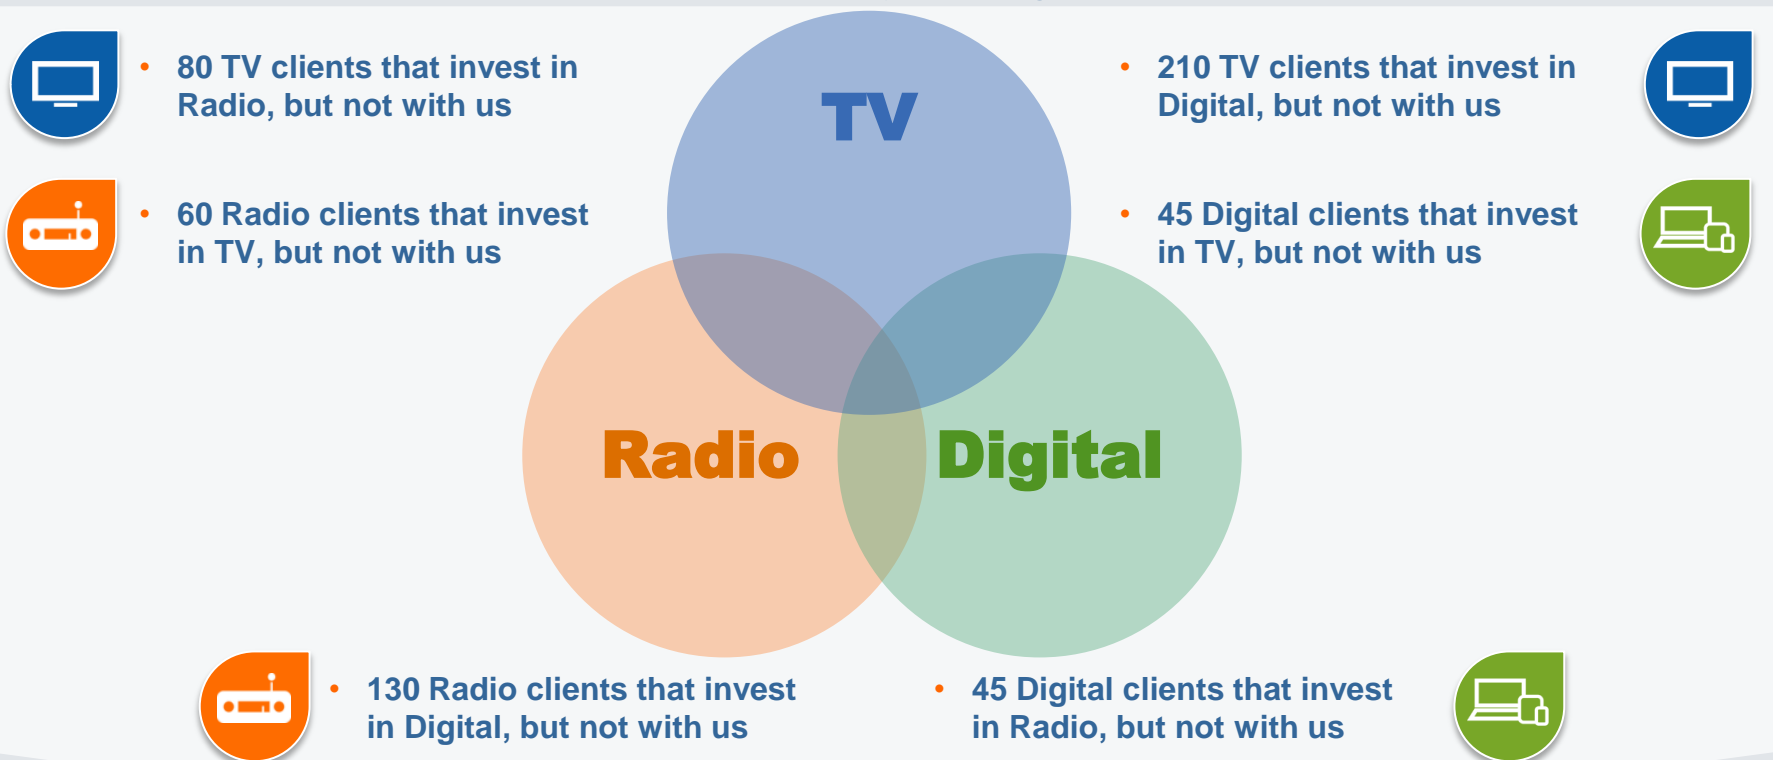 • 80 TV clients that invest in
Radio, but not with us
• 60 Radio clients that invest
in TV, but not with us
TV
• 210 TV clients that invest in
Digital, but not with us
• 45 Digital clients that invest
in TV, but not with us
Radio
Digital
• 130 Radio clients that invest
in Digital, but not with us
• 45 Digital clients that invest
in Radio, but not with us